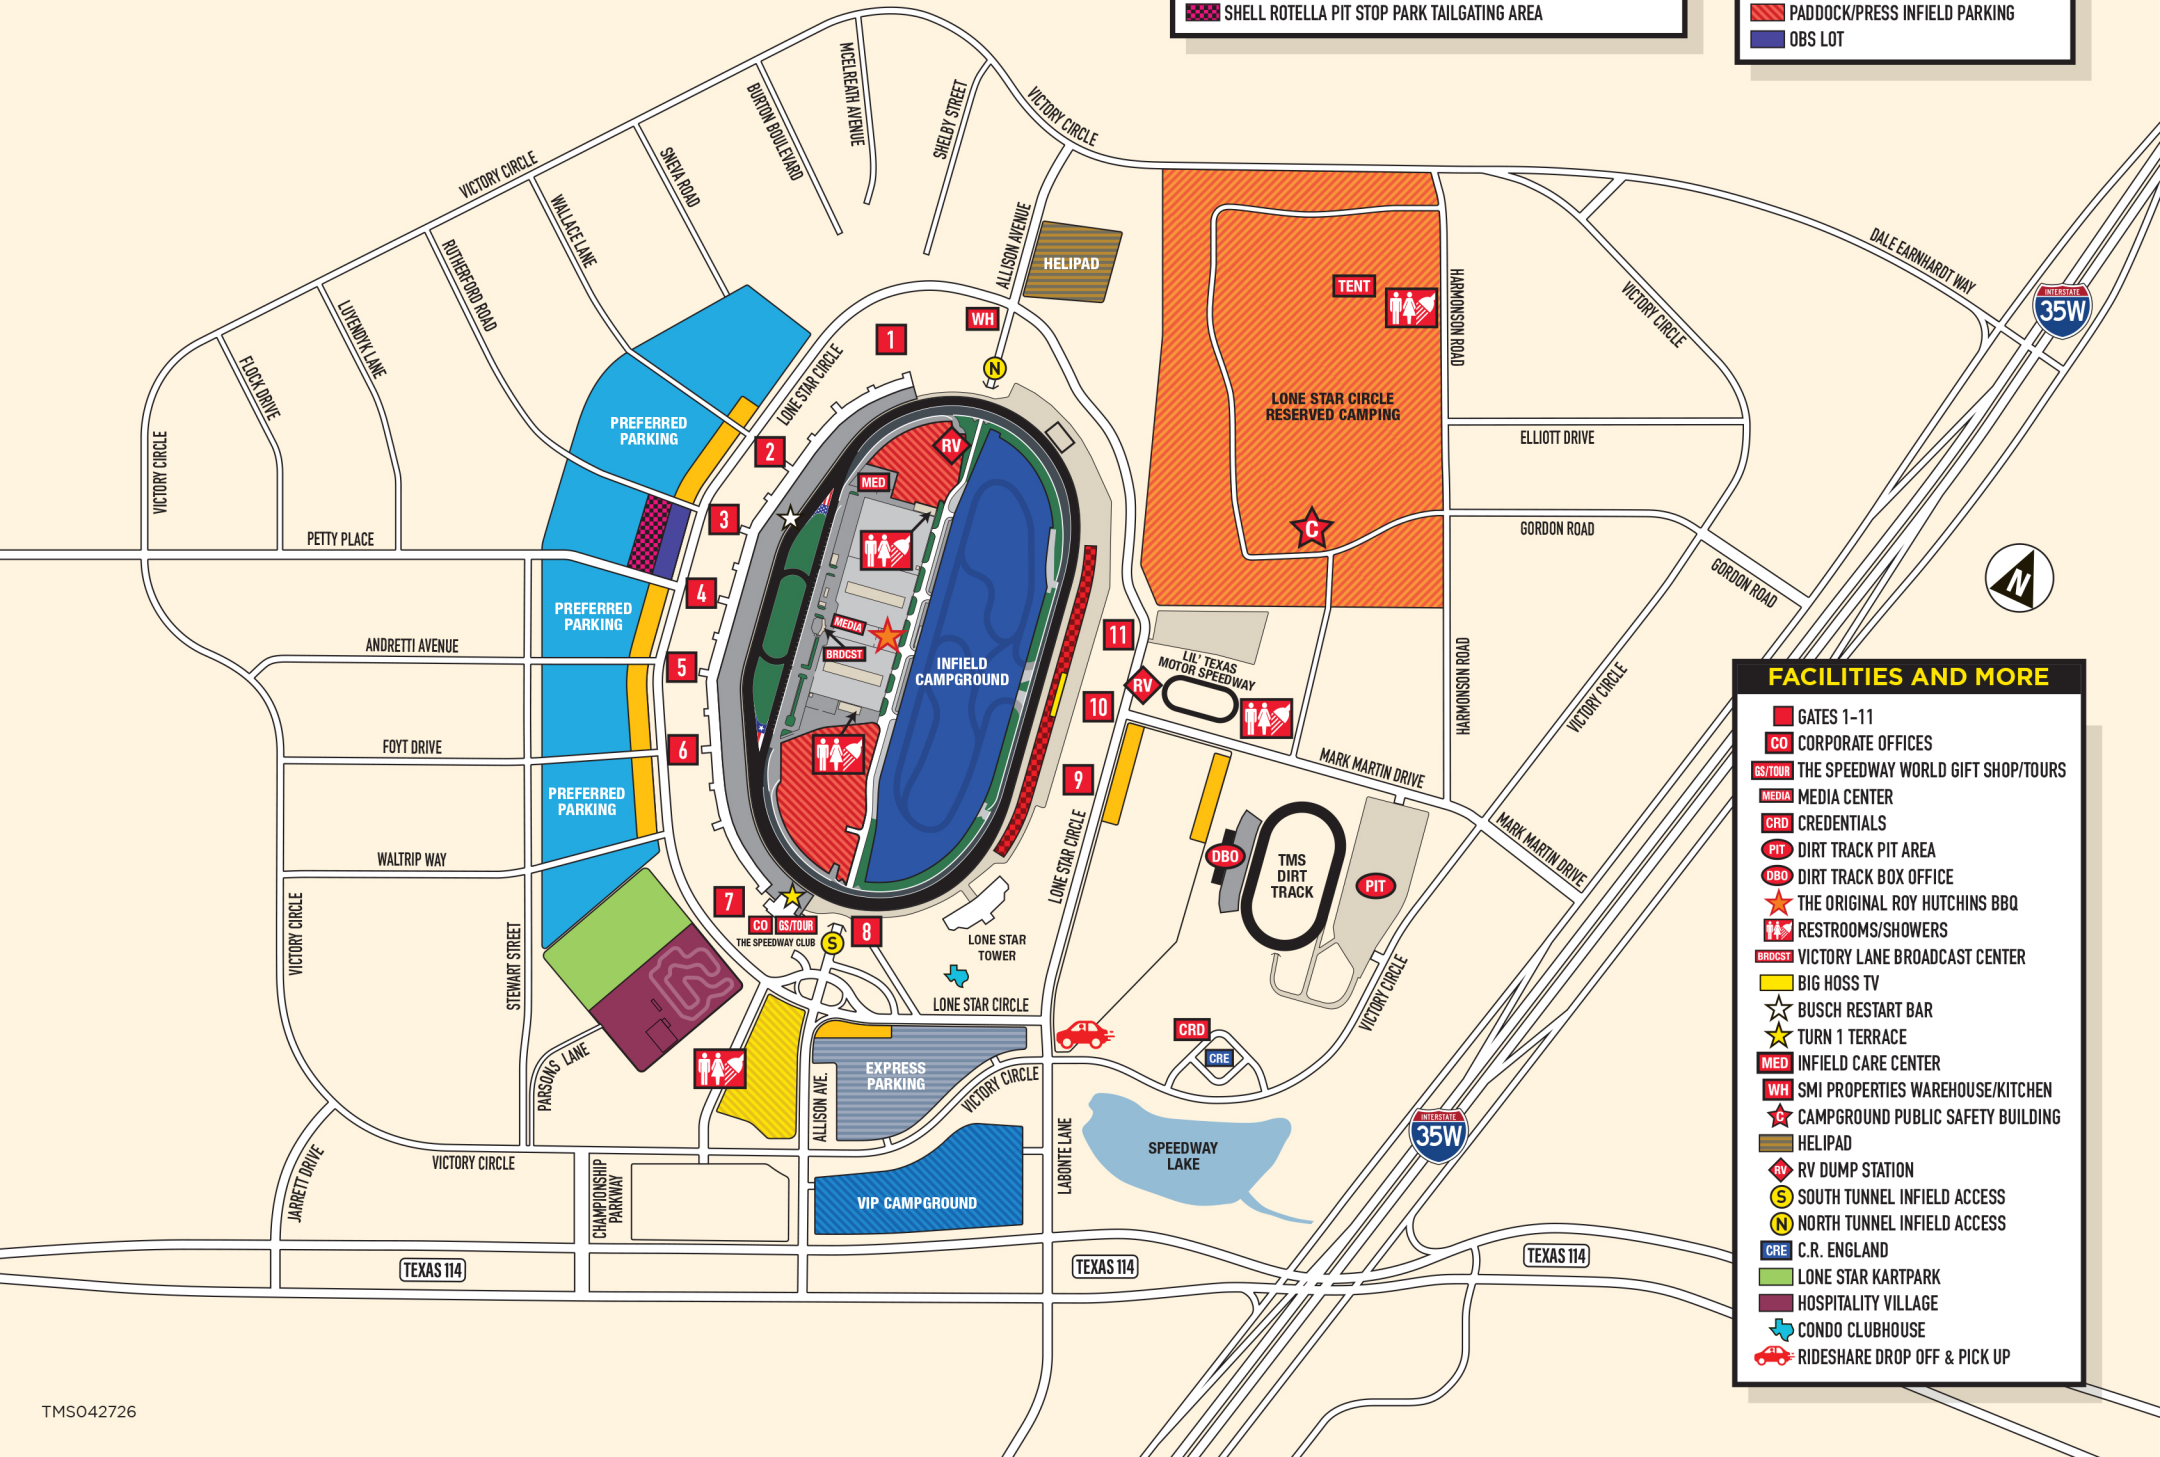 SHELL ROTELLA PIT STOP PARK TAILGATING AREA
PADDOCK/PRESS INFIELD PARKING
OBS LOT
MCELREATH AVENUE
BURTON BOULEVARD
SHELBY STREET
VICTORY CIRCLE
VICTORY CIRCLE
SNEVA ROAD
WALLACE LANE
ALLISON AVENUE
HELIPAD
RUTHERFORD ROAD
LUYENDYK LANE
FLOCK DRIVE
VICTORY CIRCLE
DALE EARNHARDT WAY
INTERSTATE
35W
VICTORY CIRCLE
HARMONSON ROAD
TENT
WH
1
N
LONE STAR CIRCLE
LONE STAR CIRCLE
RESERVED CAMPING
PREFERRED
PARKING
ELLIOTT DRIVE
2
RV
MED
3
C
GORDON ROAD
GORDON ROAD
N
PETTY PLACE
4
PREFERRED
PARKING
MEDIA
BRDCST
11
ANDRETTI AVENUE
5
INFIELD
CAMPGROUND
LIL' TEXAS
MOTOR SPEEDWAY
RV
10
HARMONSON ROAD
VICTORY CIRCLE
FOYT DRIVE
6
9
MARK MARTIN DRIVE
PREFERRED
PARKING
MARK MARTIN DRIVE
WALTRIP WAY
LONE STAR CIRCLE
DBO
TMS
DIRT
TRACK
PIT
7
CO
GS/TOUR
THE SPEEDWAY CLUB
S
8
LONE STAR
TOWER
VICTORY CIRCLE
STEWART STREET
LONE STAR CIRCLE
VICTORY CIRCLE
CRD
CRE
PARSONS LANE
EXPRESS
PARKING
ALLISON AVE.
VICTORY CIRCLE
INTERSTATE
35W
SPEEDWAY
LAKE
LABONTE LANE
VICTORY CIRCLE
JARRETT DRIVE
CHAMPIONSHIP
PARKWAY
VIP CAMPGROUND
TEXAS 114
TEXAS 114
TEXAS 114
FACILITIES AND MORE
GATES 1-11
CO CORPORATE OFFICES
GS/TOUR THE SPEEDWAY WORLD GIFT SHOP/TOURS
MEDIA MEDIA CENTER
CRD CREDENTIALS
PIT DIRT TRACK PIT AREA
DBO DIRT TRACK BOX OFFICE
THE ORIGINAL ROY HUTCHINS BBQ
RESTROOMS/SHOWERS
BRDCST VICTORY LANE BROADCAST CENTER
BIG HOSS TV
BUSCH RESTART BAR
TURN 1 TERRACE
MED INFIELD CARE CENTER
WH SMI PROPERTIES WAREHOUSE/KITCHEN
C CAMPGROUND PUBLIC SAFETY BUILDING
HELIPAD
RV RV DUMP STATION
S SOUTH TUNNEL INFIELD ACCESS
N NORTH TUNNEL INFIELD ACCESS
CRE C.R. ENGLAND
LONE STAR KARTPARK
HOSPITALITY VILLAGE
CONDO CLUBHOUSE
RIDESHARE DROP OFF & PICK UP
TMS042726